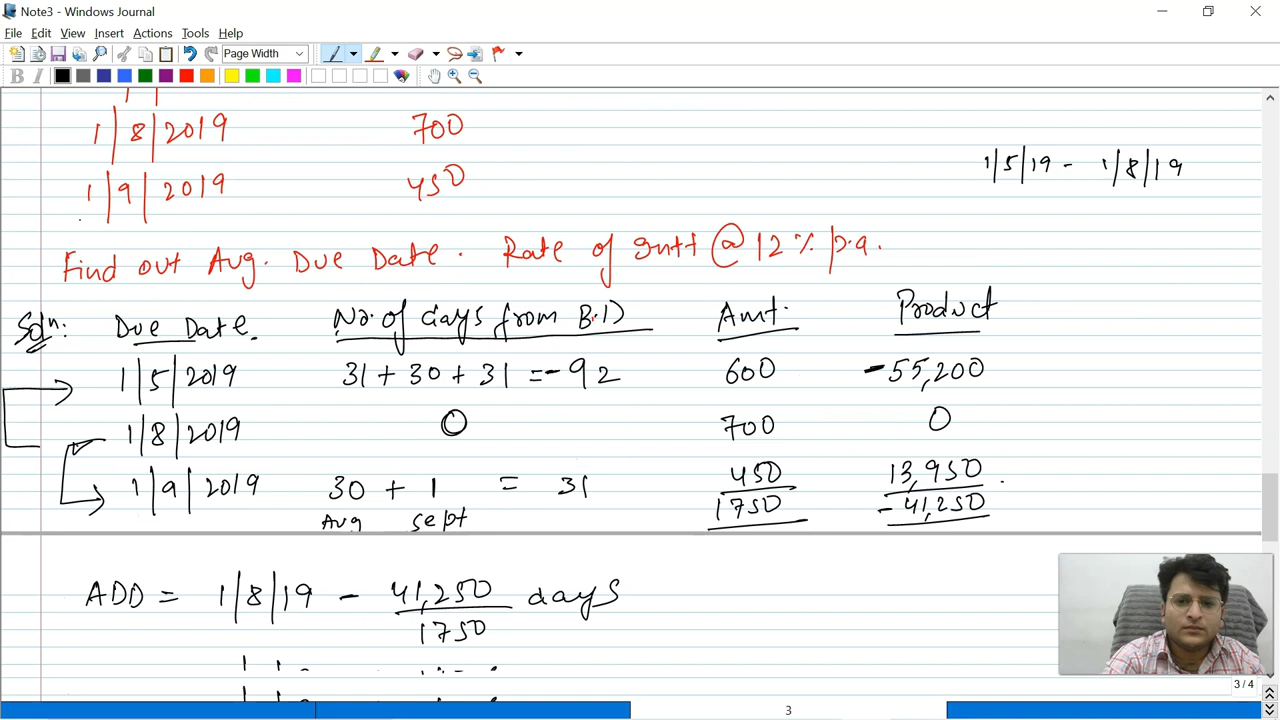 Note3 - Windows Journal
File Edit View Insert Actions Tools Help
Page Width
B I
1|8|2019 700
1|5|19 - 1|8|19
1|9|2019 450
Find out Avg. Due Date. Rate of Intt @ 12% p.a.
Soln: Due Date. No. of days from B.D Amt. Product
1|5|2019 31 + 30 + 31 = -92 600 -55,200
1|8|2019 0 700 0
1|9|2019 30 + 1 = 31 450 13,950
Aug Sept 1750 - 41,250
ADD = 1|8|19 - 41,250 days
1750
3 / 4
3